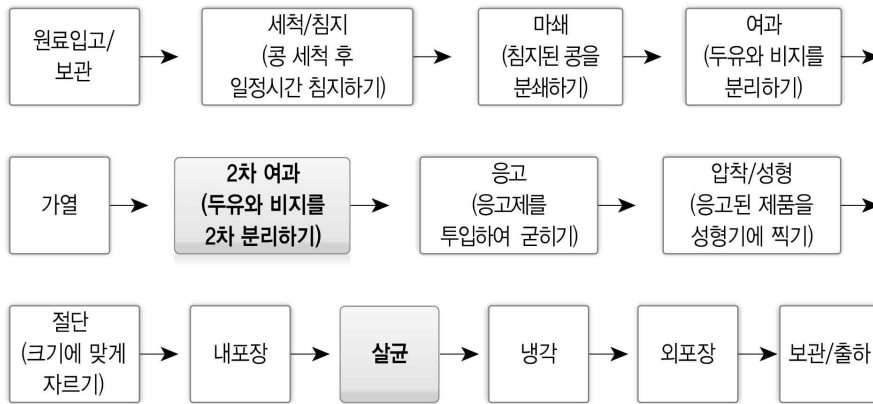 원료입고/
보관
세척/침지
(콩 세척 후
일정시간 침지하기)
마쇄
(침지된 콩을
분쇄하기)
여과
(두유와 비지를
분리하기)
가열
2차 여과
(두유와 비지를
2차 분리하기)
응고
(응고제를
투입하여 굳히기)
압착/성형
(응고된 제품을
성형기에 찍기)
절단
(크기에 맞게
자르기)
내포장
살균
냉각
외포장
보관/출하